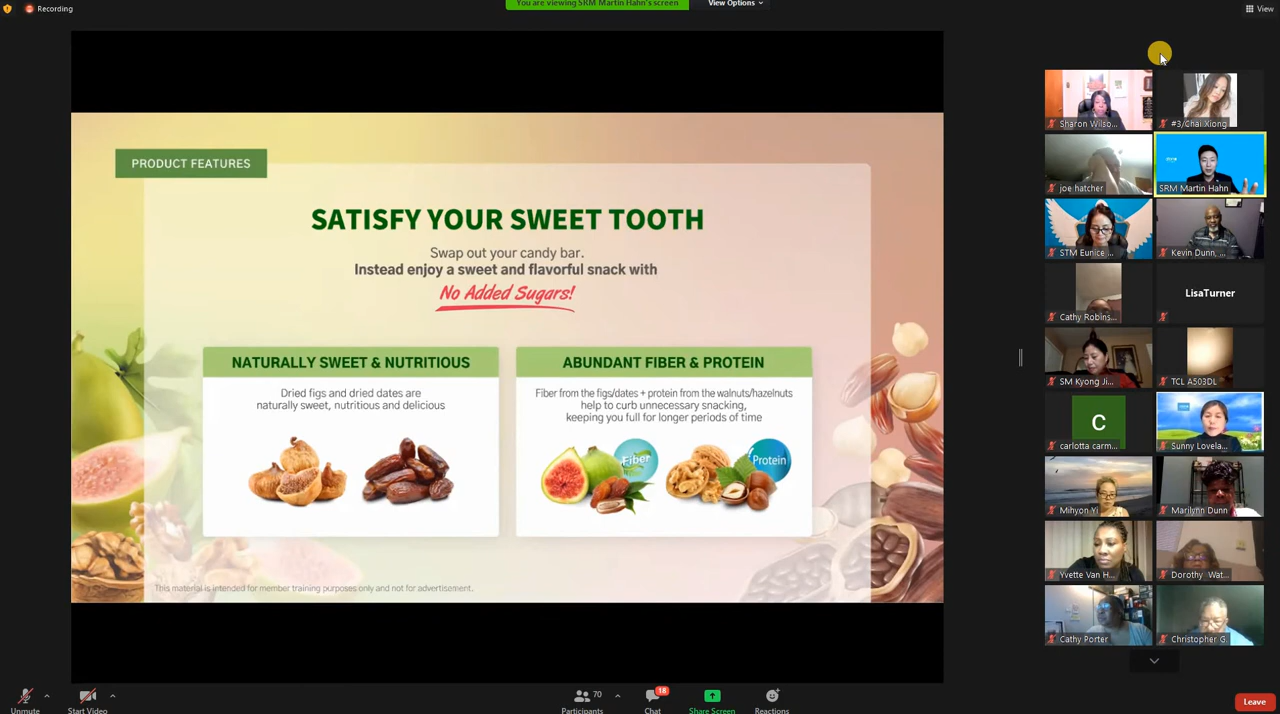 Recording
You are viewing SRM Martin Hahn's screen
View Options
View
PRODUCT FEATURES
SATISFY YOUR SWEET TOOTH
Swap out your candy bar.
Instead enjoy a sweet and flavorful snack with
No Added Sugars!
NATURALLY SWEET & NUTRITIOUS
Dried figs and dried dates are
naturally sweet, nutritious and delicious
ABUNDANT FIBER & PROTEIN
Fiber from the figs/dates + protein from the walnuts/hazelnuts
help to curb unnecessary snacking,
keeping you full for longer periods of time
Fiber
Protein
This material is intended for member training purposes only and not for advertisement.
Sharon Wilso...
#3/Chai Xiong
joe hatcher
SRM Martin Hahn
STM Eunice ...
Kevin Dunn, ...
Cathy Robins...
LisaTurner
SM Kyong Ji...
TCL A503DL
C
carlotta carm...
Sunny Lovela...
Mihyon Yi
Marilynn Dunn
Yvette Van H...
Dorothy Wat...
Cathy Porter
Christopher G.
Unmute
Start Video
70
Participants
18
Chat
Share Screen
Reactions
Leave